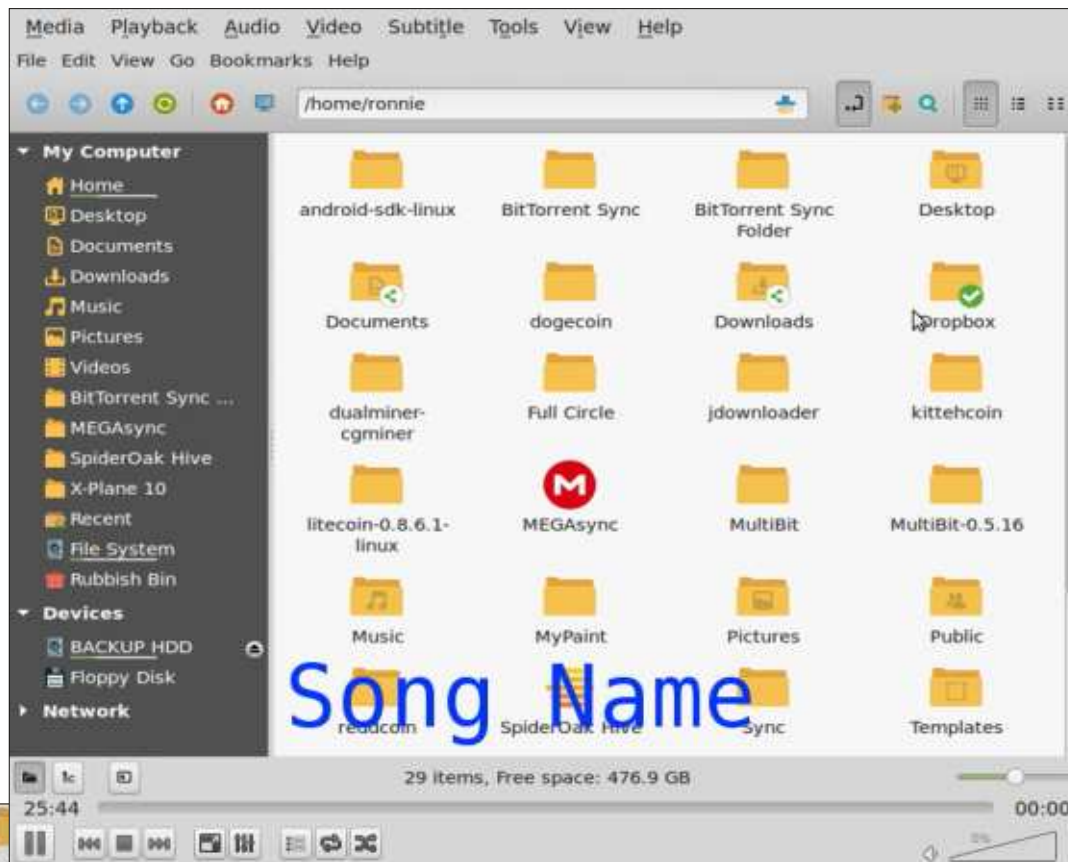 Media Playback Audio Video Subtitle Tools View Help
File Edit View Go Bookmarks Help
/home/ronnie
My Computer
Home
Desktop
Documents
Downloads
Music
Pictures
Videos
BitTorrent Sync ...
MEGAsync
SpiderOak Hive
X-Plane 10
Recent
File System
Rubbish Bin
Devices
BACKUP HDD
Floppy Disk
Network
android-sdk-linux
BitTorrent Sync
BitTorrent Sync Folder
Desktop
Documents
dogecoin
Downloads
Dropbox
dualminer-
cgminer
Full Circle
jdownloader
kittehcoin
litecoin-0.8.6.1-
linux
MEGAsync
MultiBit
MultiBit-0.5.16
Music
MyPaint
Pictures
Public
Song Name
reddcoin
SpiderOak Hive
Sync
Templates
29 items, Free space: 476.9 GB
25:44
00:00
0%